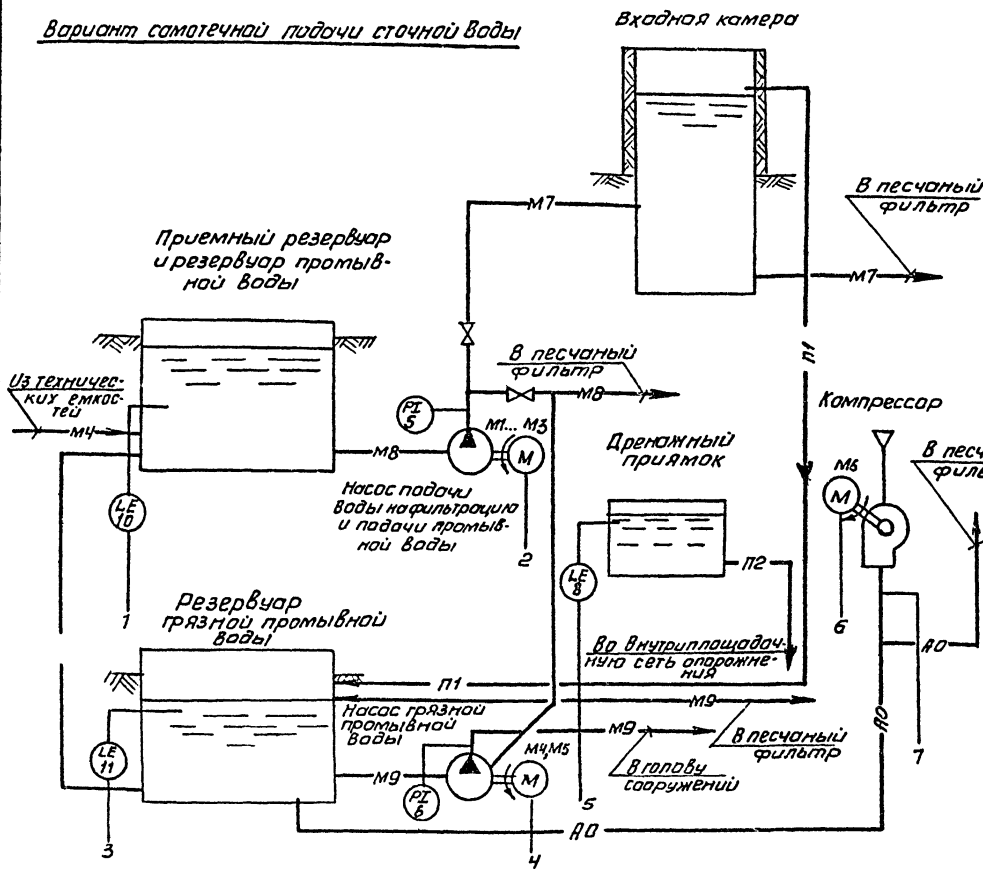 Вариант самотечной подачи сточной воды
Входная камера
В песчаный
фильтр
М7
М7
Приемный резервуар
и резервуар промыв-
ной воды
Из техничес-
ких емкостей
М4
В песчаный
фильтр
М8
PI
5
М1... М3
М
М8
П1
Компрессор
В песч
филь
М6
М
Дренажный
приямок
Насос подачи
воды на фильтрацию
и подачи промыв-
ной воды
LE
10
1
2
LE
8
П2
6
АО
Во внутриплощадоч-
ную сеть опорожне-
ния
Резервуар
грязной промывной
воды
П1
М9
Насос грязной
промывной
воды
LE
11
М9
М4,М5
М
М9
В песчаный
фильтр
В голову
сооружений
PI
6
АО
7
3
4
5
АО